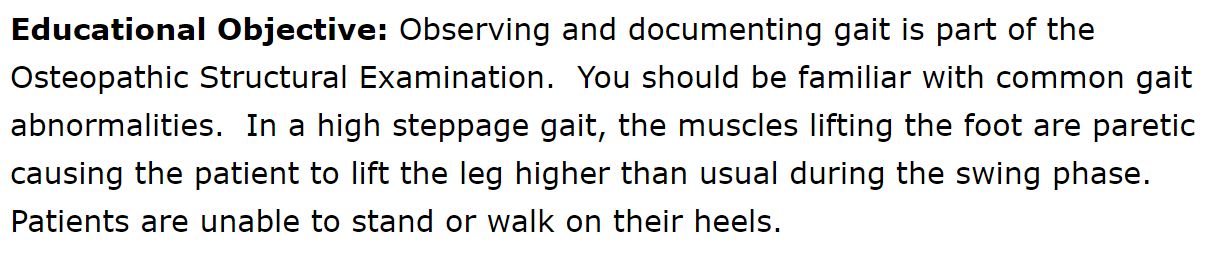 Educational Objective: Observing and documenting gait is part of the
Osteopathic Structural Examination.  You should be familiar with common gait
abnormalities.  In a high steppage gait, the muscles lifting the foot are paretic
causing the patient to lift the leg higher than usual during the swing phase.
Patients are unable to stand or walk on their heels.